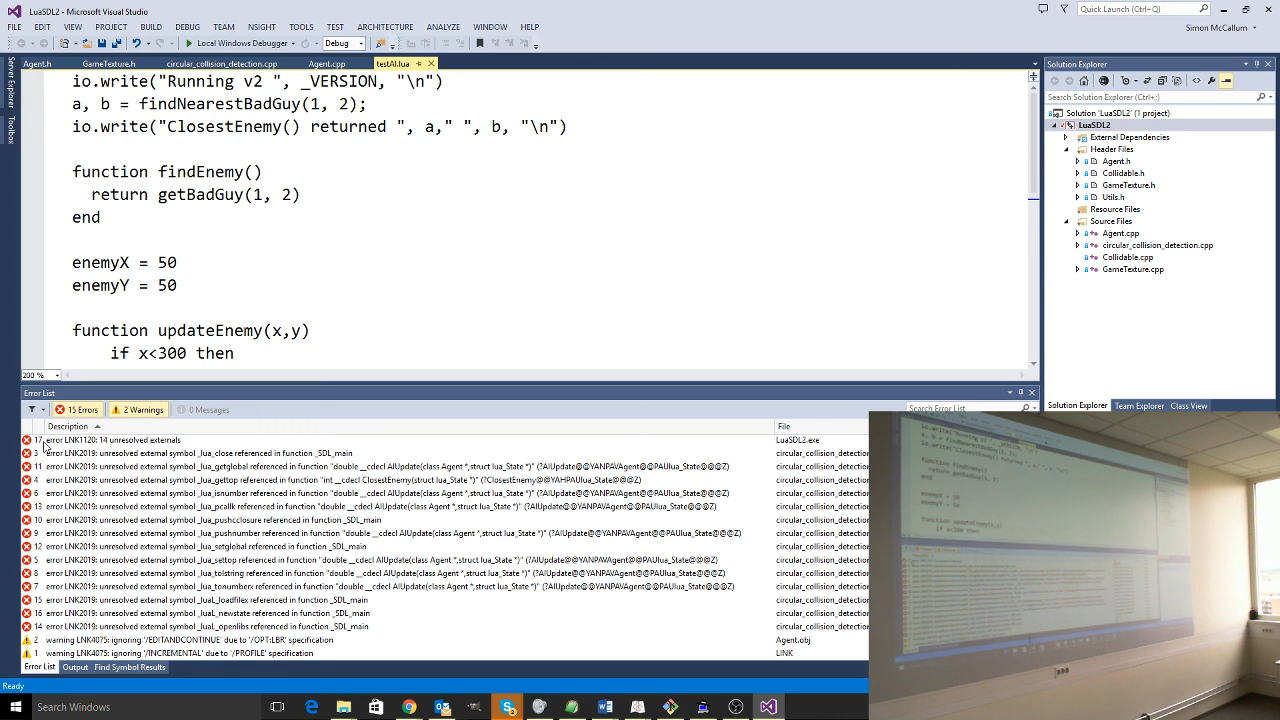 LuaSDL2 - Microsoft Visual Studio
Quick Launch (Ctrl+Q)
FILE EDIT VIEW PROJECT BUILD DEBUG TEAM NSIGHT TOOLS TEST ARCHITECTURE ANALYZE WINDOW HELP
Simon McCallum
Local Windows Debugger Debug
Server Explorer
Toolbox
Agent.h GameTexture.h circular_collision_detection.cpp Agent.cpp testAI.lua
io.write("Running v2 ", _VERSION, "\n")
a, b = findNearestBadGuy(1, 2);
io.write("ClosestEnemy() returned ", a," ", b, "\n")
function findEnemy()
return getBadGuy(1, 2)
end
enemyX = 50
enemyY = 50
function updateEnemy(x,y)
if x<300 then
200 %
Solution Explorer
Search Solution Explorer (Ctrl+;)
Solution 'LuaSDL2' (1 project)
LuaSDL2
External Dependencies
Header Files
Agent.h
Collidable.h
GameTexture.h
Utils.h
Resource Files
Source Files
Agent.cpp
circular_collision_detection.cpp
Collidable.cpp
GameTexture.cpp
Solution Explorer Team Explorer Class View
Error List
15 Errors 2 Warnings 0 Messages
Search Error List
Description File
17 error LNK1120: 14 unresolved externals LuaSDL2.exe
3 error LNK2019: unresolved external symbol _lua_close referenced in function _SDL_main circular_collision_detection
11 error LNK2019: unresolved external symbol _lua_getglobal referenced in function "double __cdecl AIUpdate(class Agent *,struct lua_State *)" (?AIUpdate@@YANPAVAgent@@PAUlua_State@@@Z) circular_collision_detection
4 error LNK2019: unresolved external symbol _lua_gettop referenced in function "int __cdecl ClosestEnemy(struct lua_State *)" (?ClosestEnemy@@YAHPAUlua_State@@@Z) circular_collision_detection
6 error LNK2019: unresolved external symbol _lua_isnumber referenced in function "double __cdecl AIUpdate(class Agent *,struct lua_State *)" (?AIUpdate@@YANPAVAgent@@PAUlua_State@@@Z) circular_collision_detection
13 error LNK2019: unresolved external symbol _lua_pcallk referenced in function "double __cdecl AIUpdate(class Agent *,struct lua_State *)" (?AIUpdate@@YANPAVAgent@@PAUlua_State@@@Z) circular_collision_detection
10 error LNK2019: unresolved external symbol _lua_pushcclosure referenced in function _SDL_main circular_collision_detection
9 error LNK2019: unresolved external symbol _lua_pushnumber referenced in function "double __cdecl AIUpdate(class Agent *,struct lua_State *)" (?AIUpdate@@YANPAVAgent@@PAUlua_State@@@Z) circular_collision_detection
12 error LNK2019: unresolved external symbol _lua_setglobal referenced in function _SDL_main circular_collision_detection
5 error LNK2019: unresolved external symbol _lua_settop referenced in function "double __cdecl AIUpdate(class Agent *,struct lua_State *)" (?AIUpdate@@YANPAVAgent@@PAUlua_State@@@Z) circular_collision_detection
8 error LNK2019: unresolved external symbol _lua_tolstring referenced in function "double __cdecl AIUpdate(class Agent *,struct lua_State *)" (?AIUpdate@@YANPAVAgent@@PAUlua_State@@@Z) circular_collision_detection
7 error LNK2019: unresolved external symbol _lua_tonumberx referenced in function "double __cdecl AIUpdate(class Agent *,struct lua_State *)" (?AIUpdate@@YANPAVAgent@@PAUlua_State@@@Z) circular_collision_detection
15 error LNK2019: unresolved external symbol _luaL_loadfilex referenced in function _SDL_main circular_collision_detection
16 error LNK2019: unresolved external symbol _luaL_newstate referenced in function _SDL_main circular_collision_detection
14 error LNK2019: unresolved external symbol _luaL_openlibs referenced in function _SDL_main circular_collision_detection
2 warning LNK4075: ignoring '/EDITANDCONTINUE' due to '/OPT:LBR' specification Agent.obj
1 warning LNK4075: ignoring '/INCREMENTAL' due to '/PROFILE' specification LINK
Error List Output Find Symbol Results
Ready
Search Windows